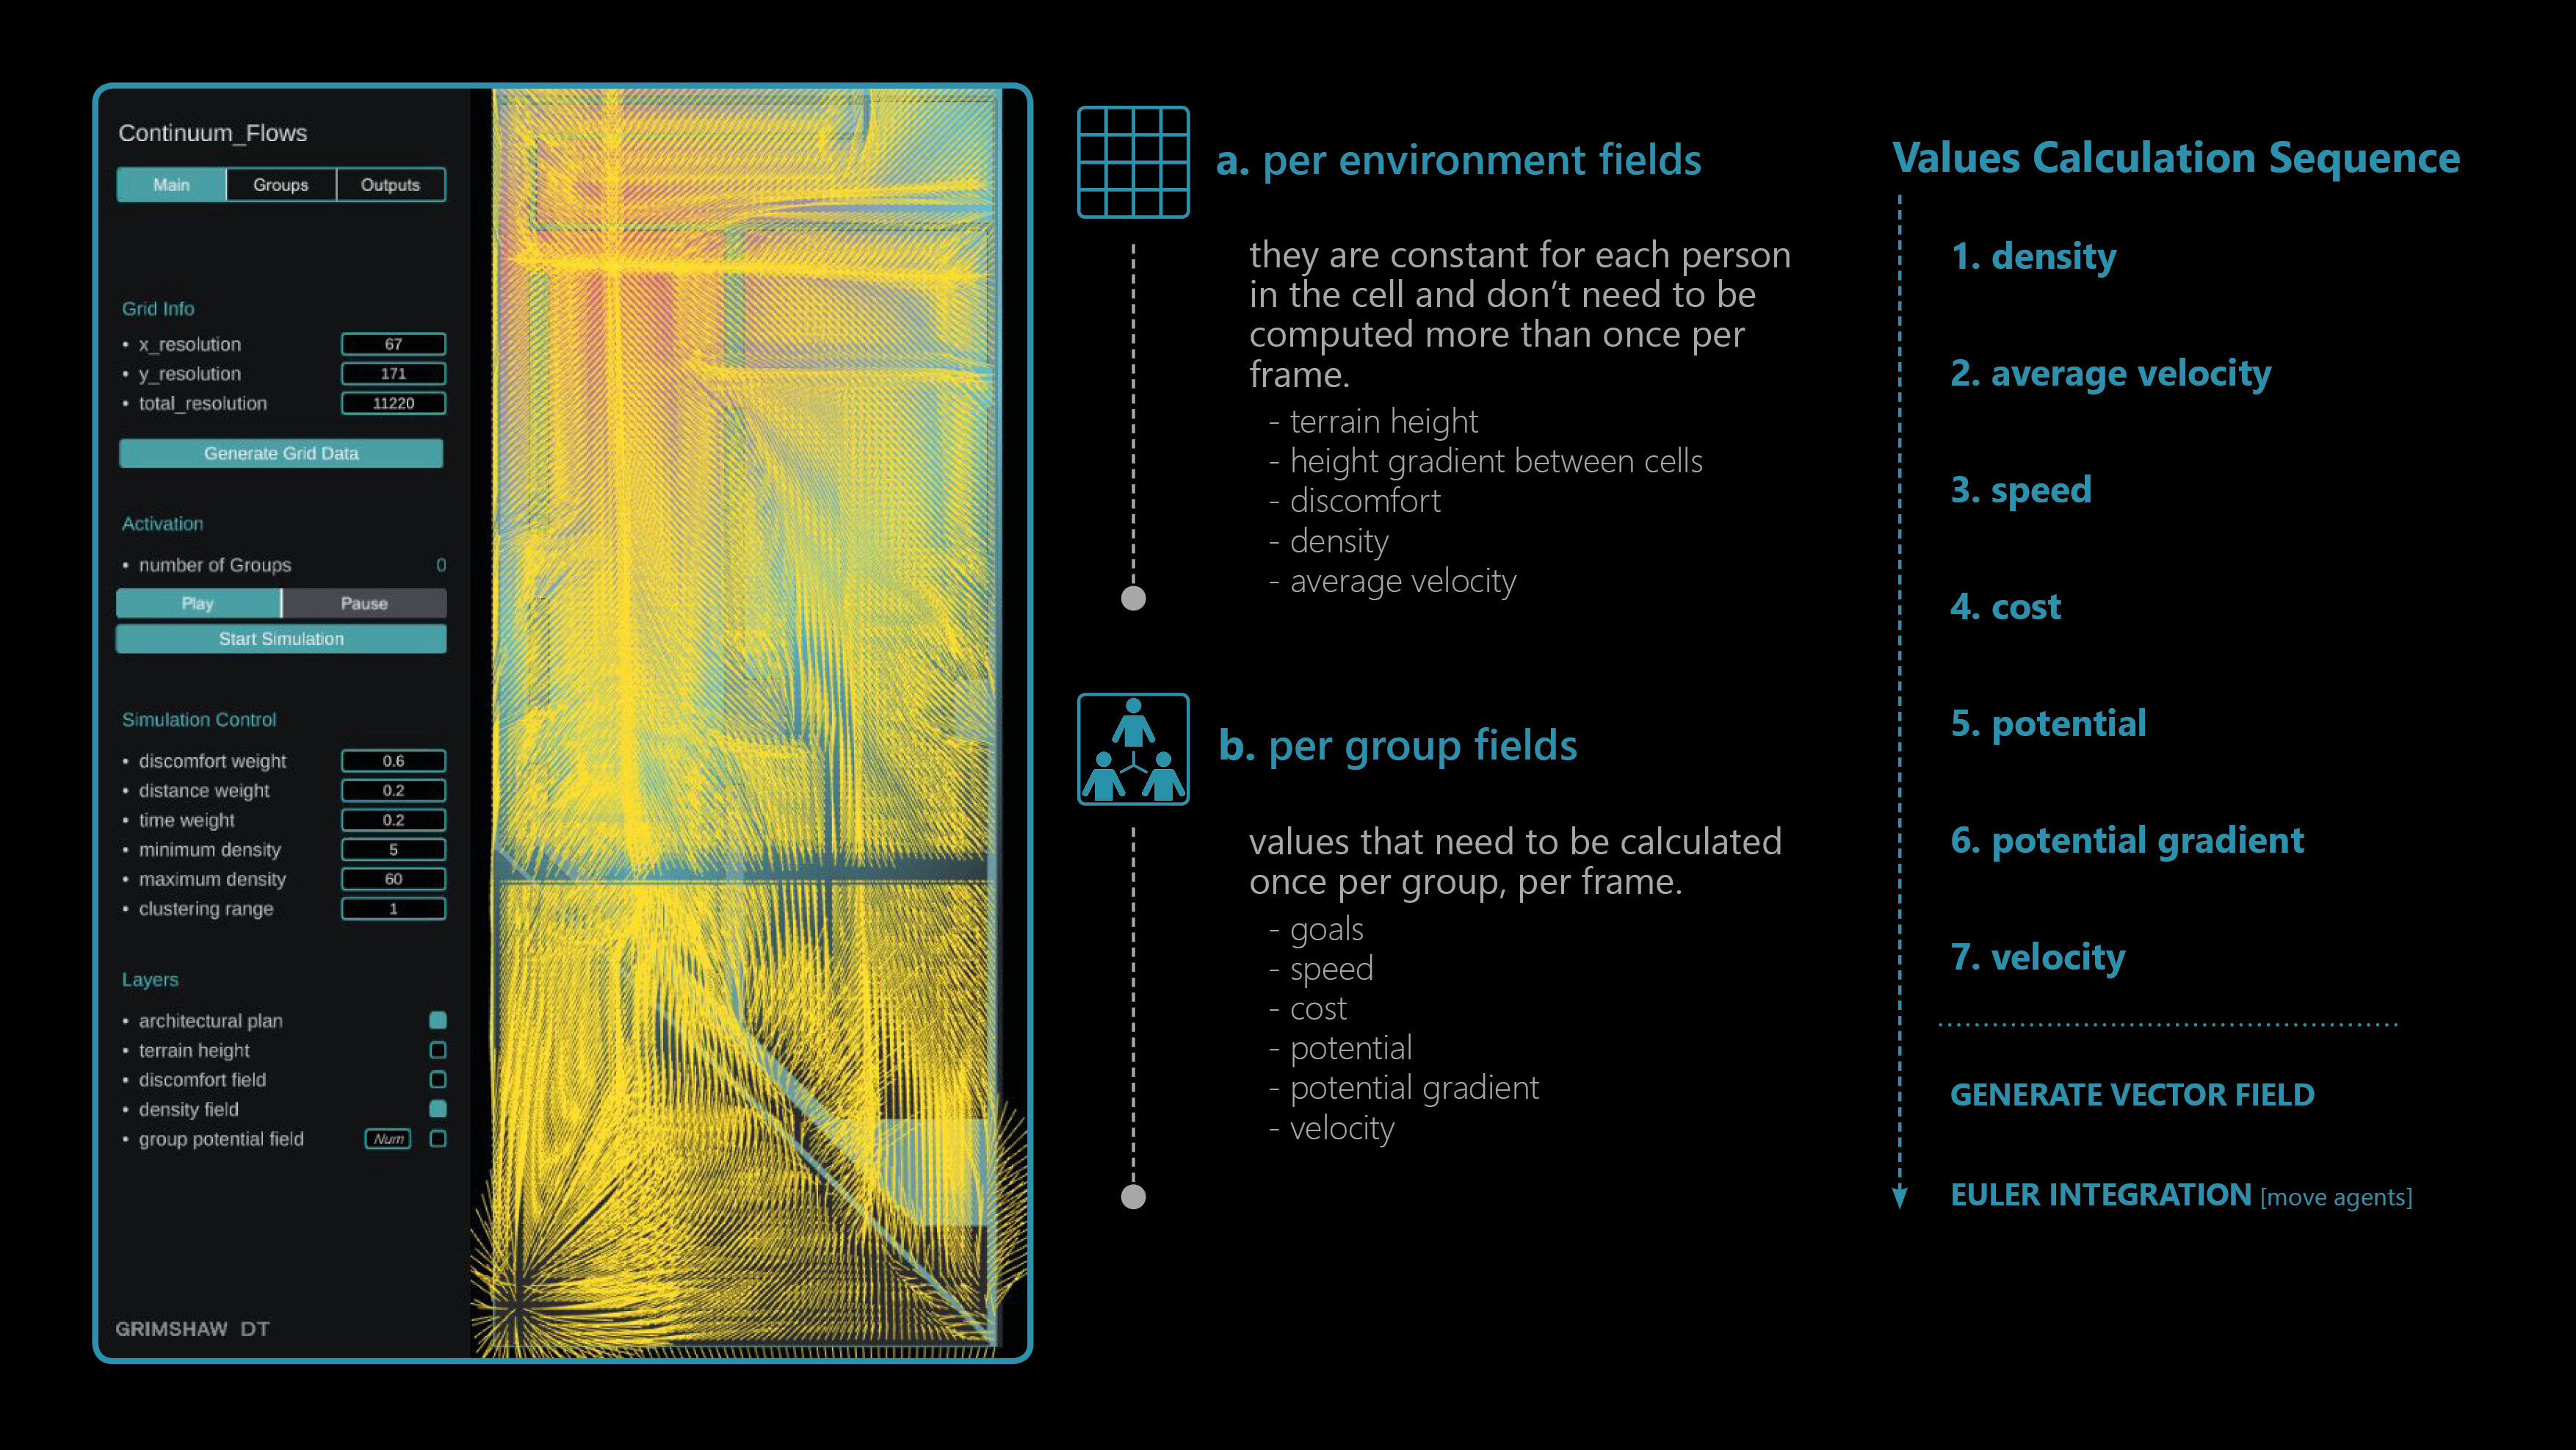 Continuum_Flows
Main Groups Outputs
Grid Info
• x_resolution 67
• y_resolution 171
• total_resolution 11220
Generate Grid Data
Activation
• number of Groups 0
Play Pause
Start Simulation
Simulation Control
• discomfort weight 0.6
• distance weight 0.2
• time weight 0.2
• minimum density 5
• maximum density 60
• clustering range 1
Layers
• architectural plan
• terrain height
• discomfort field
• density field
• group potential field Num
GRIMSHAW DT
a. per environment fields
they are constant for each person
in the cell and don’t need to be
computed more than once per
frame.
- terrain height
- height gradient between cells
- discomfort
- density
- average velocity
b. per group fields
values that need to be calculated
once per group, per frame.
- goals
- speed
- cost
- potential
- potential gradient
- velocity
Values Calculation Sequence
1. density
2. average velocity
3. speed
4. cost
5. potential
6. potential gradient
7. velocity
GENERATE VECTOR FIELD
EULER INTEGRATION [move agents]